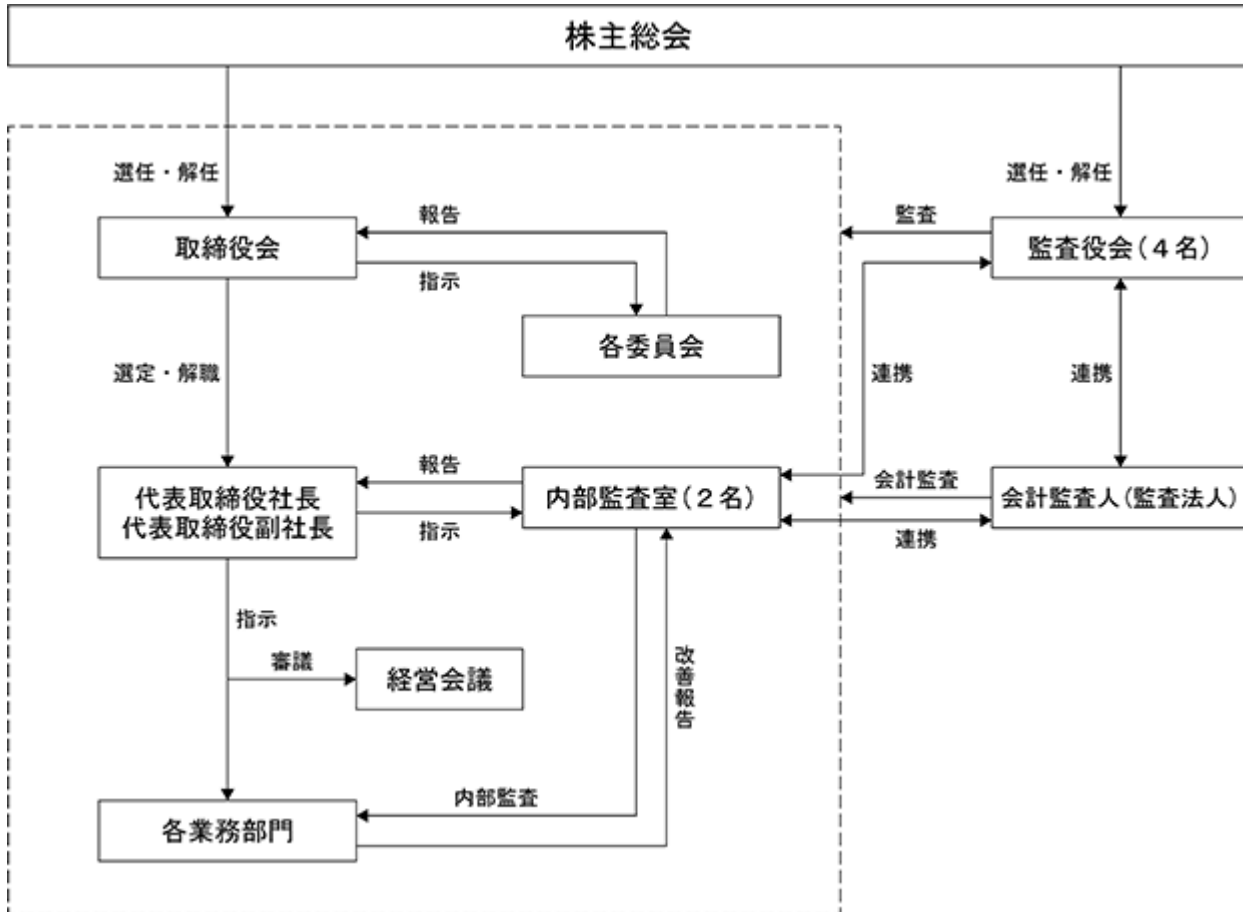 株主総会
選任・解任
選任・解任
取締役会
報告
指示
監査
監査役会(4名)
各委員会
選定・解職
連携
連携
代表取締役社長
代表取締役副社長
報告
指示
内部監査室(2名)
会計監査
連携
会計監査人(監査法人)
指示
審議
経営会議
改善報告
内部監査
各業務部門